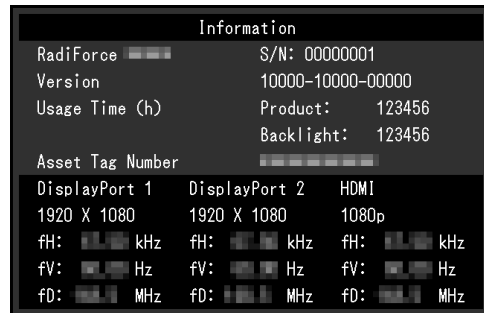 Information
RadiForce S/N: 00000001
Version 10000-10000-00000
Usage Time (h) Product: 123456
Backlight: 123456
Asset Tag Number
DisplayPort 1 DisplayPort 2 HDMI
1920 X 1080 1920 X 1080 1080p
fH: kHz fH: kHz fH: kHz
fV: Hz fV: Hz fV: Hz
fD: MHz fD: MHz fD: MHz